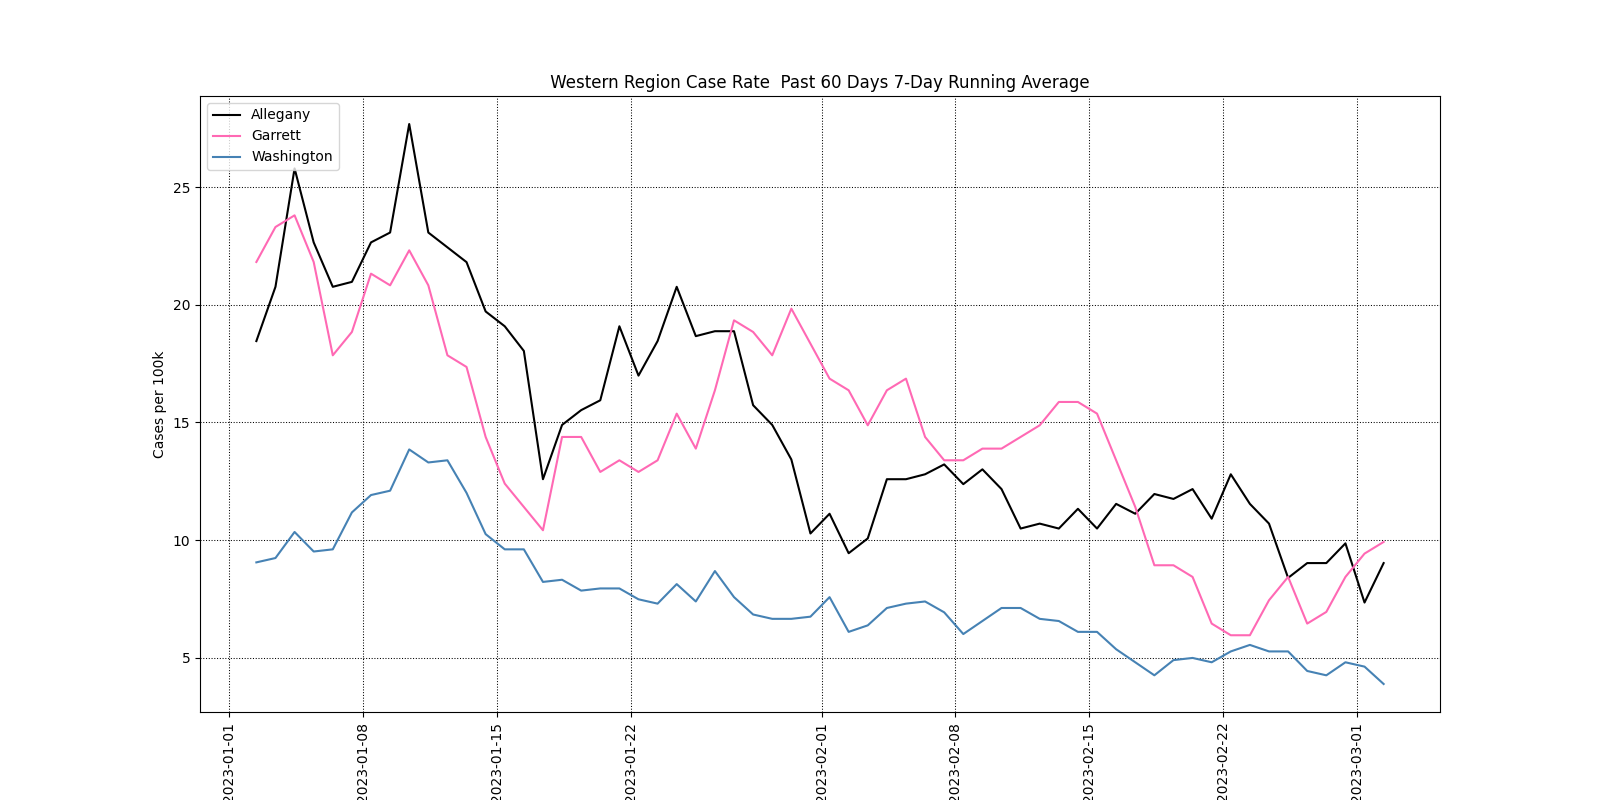 Western Region Case Rate  Past 60 Days 7-Day Running Average
Allegany
Garrett
Washington
Cases per 100k
25
20
15
10
5
2023-01-01
2023-01-08
2023-01-15
2023-01-22
2023-02-01
2023-02-08
2023-02-15
2023-02-22
2023-03-01